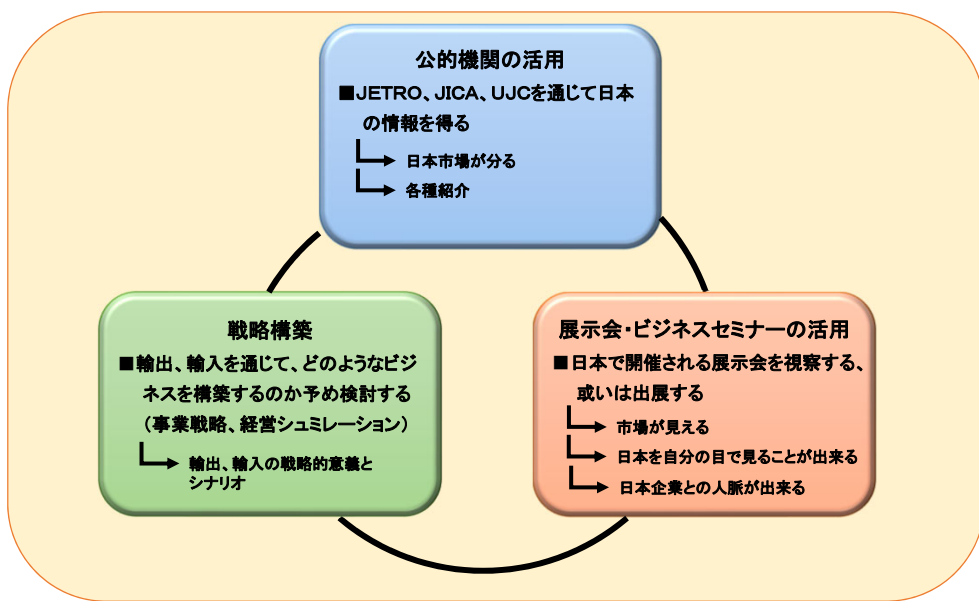 公的機関の活用
■JETRO、JICA、UJCを通じて日本
の情報を得る
日本市場が分る
各種紹介
戦略構築
■輸出、輸入を通じて、どのようなビジ
ネスを構築するのか予め検討する
（事業戦略、経営シュミレーション）
輸出、輸入の戦略的意義と
シナリオ
展示会・ビジネスセミナーの活用
■日本で開催される展示会を視察する、
或いは出展する
市場が見える
日本を自分の目で見ることが出来る
日本企業との人脈が出来る